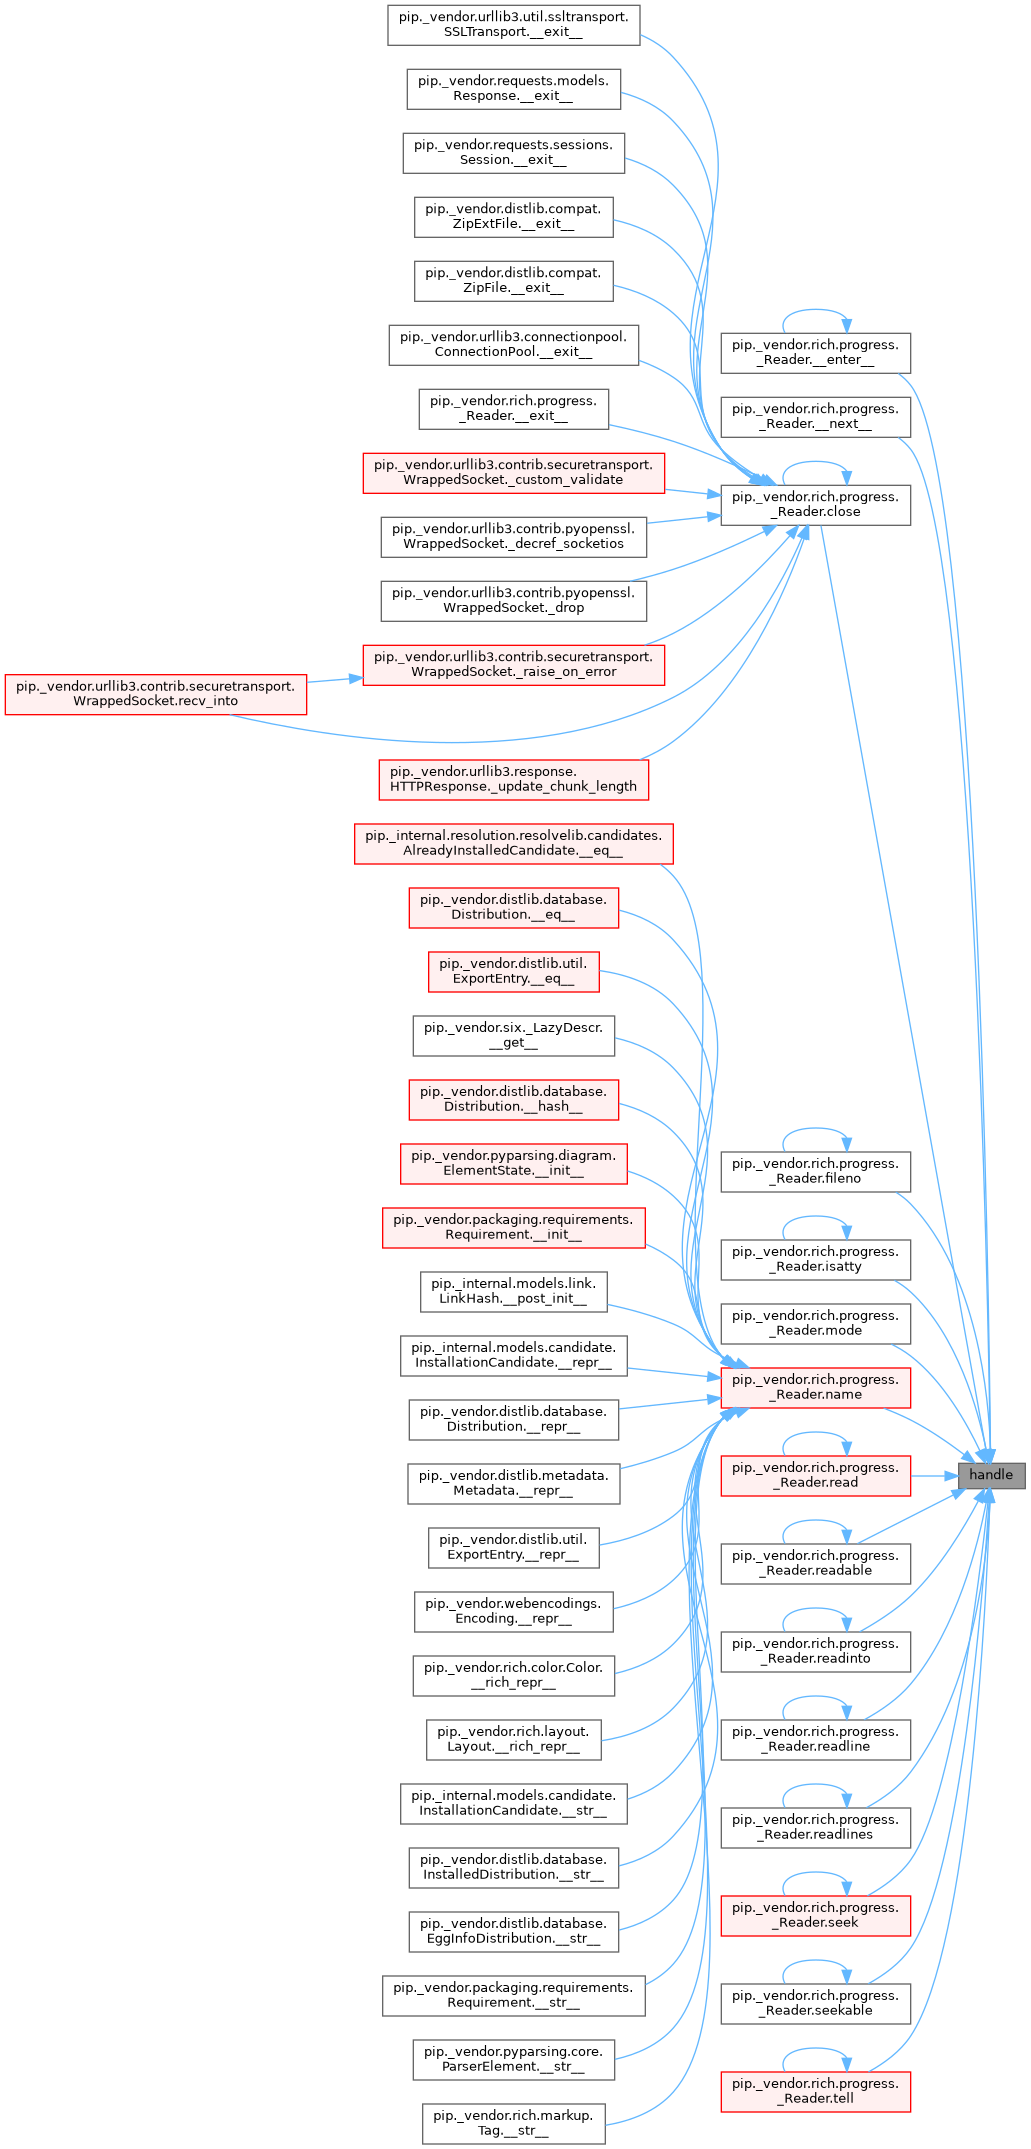 pip._vendor.urllib3.util.ssltransport.
SSLTransport.__exit__
pip._vendor.requests.models.
Response.__exit__
pip._vendor.requests.sessions.
Session.__exit__
pip._vendor.distlib.compat.
ZipExtFile.__exit__
pip._vendor.distlib.compat.
ZipFile.__exit__
pip._vendor.urllib3.connectionpool.
ConnectionPool.__exit__
pip._vendor.rich.progress.
_Reader.__exit__
pip._vendor.urllib3.contrib.securetransport.
WrappedSocket._custom_validate
pip._vendor.urllib3.contrib.pyopenssl.
WrappedSocket._decref_socketios
pip._vendor.urllib3.contrib.pyopenssl.
WrappedSocket._drop
pip._vendor.urllib3.contrib.securetransport.
WrappedSocket._raise_on_error
pip._vendor.urllib3.contrib.securetransport.
WrappedSocket.recv_into
pip._vendor.urllib3.response.
HTTPResponse._update_chunk_length
pip._internal.resolution.resolvelib.candidates.
AlreadyInstalledCandidate.__eq__
pip._vendor.distlib.database.
Distribution.__eq__
pip._vendor.distlib.util.
ExportEntry.__eq__
pip._vendor.six._LazyDescr.
__get__
pip._vendor.distlib.database.
Distribution.__hash__
pip._vendor.pyparsing.diagram.
ElementState.__init__
pip._vendor.packaging.requirements.
Requirement.__init__
pip._internal.models.link.
LinkHash.__post_init__
pip._internal.models.candidate.
InstallationCandidate.__repr__
pip._vendor.distlib.database.
Distribution.__repr__
pip._vendor.distlib.metadata.
Metadata.__repr__
pip._vendor.distlib.util.
ExportEntry.__repr__
pip._vendor.webencodings.
Encoding.__repr__
pip._vendor.rich.color.Color.
__rich_repr__
pip._vendor.rich.layout.
Layout.__rich_repr__
pip._internal.models.candidate.
InstallationCandidate.__str__
pip._vendor.distlib.database.
InstalledDistribution.__str__
pip._vendor.distlib.database.
EggInfoDistribution.__str__
pip._vendor.packaging.requirements.
Requirement.__str__
pip._vendor.pyparsing.core.
ParserElement.__str__
pip._vendor.rich.markup.
Tag.__str__
pip._vendor.rich.progress.
_Reader.__enter__
pip._vendor.rich.progress.
_Reader.__next__
pip._vendor.rich.progress.
_Reader.close
pip._vendor.rich.progress.
_Reader.fileno
pip._vendor.rich.progress.
_Reader.isatty
pip._vendor.rich.progress.
_Reader.mode
pip._vendor.rich.progress.
_Reader.name
pip._vendor.rich.progress.
_Reader.read
pip._vendor.rich.progress.
_Reader.readable
pip._vendor.rich.progress.
_Reader.readinto
pip._vendor.rich.progress.
_Reader.readline
pip._vendor.rich.progress.
_Reader.readlines
pip._vendor.rich.progress.
_Reader.seek
pip._vendor.rich.progress.
_Reader.seekable
pip._vendor.rich.progress.
_Reader.tell
handle